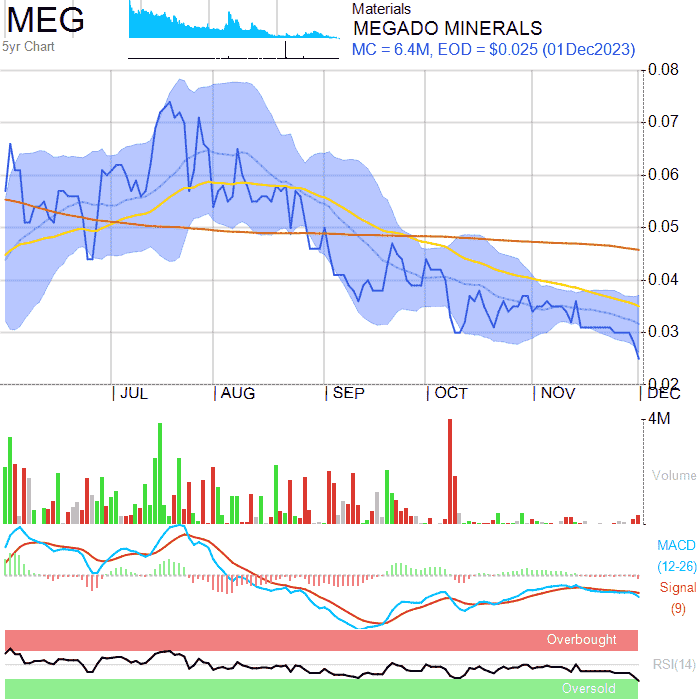 MEG
5yr Chart
Materials
MEGADO MINERALS
MC = 6.4M, EOD = $0.025 (01Dec2023)
0.08
0.07
0.06
0.05
0.04
0.03
0.02
JUL AUG SEP OCT NOV DEC
4M
Volume
MACD
(12-26)
Signal
(9)
Overbought
RSI(14)
Oversold